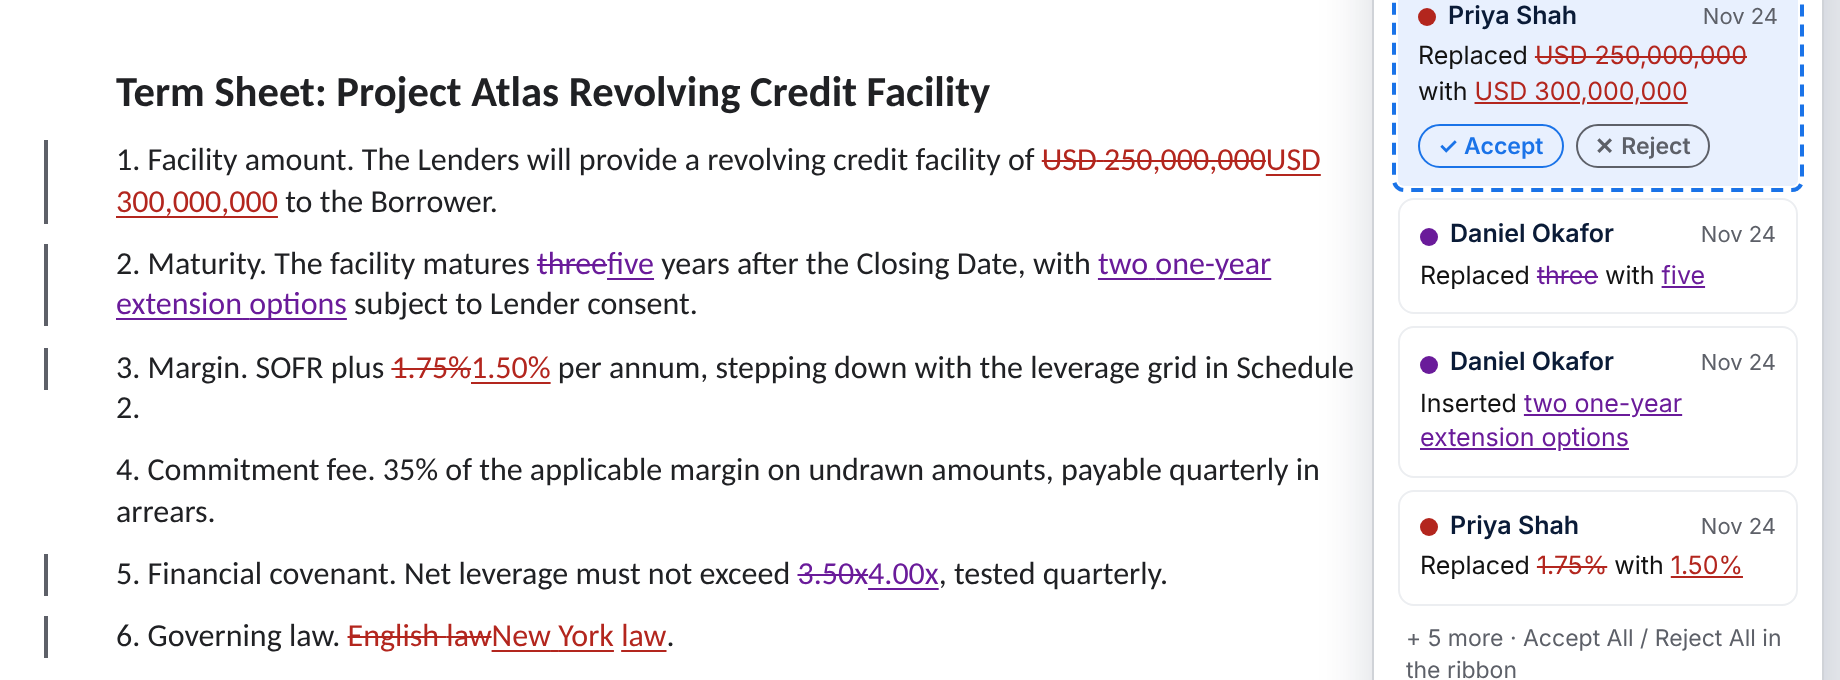 Term Sheet: Project Atlas Revolving Credit Facility
1. Facility amount. The Lenders will provide a revolving credit facility of USD 250,000,000USD
300,000,000 to the Borrower.
2. Maturity. The facility matures threefive years after the Closing Date, with two one-year
extension options subject to Lender consent.
3. Margin. SOFR plus 1.75%1.50% per annum, stepping down with the leverage grid in Schedule
2.
4. Commitment fee. 35% of the applicable margin on undrawn amounts, payable quarterly in
arrears.
5. Financial covenant. Net leverage must not exceed 3.50x4.00x, tested quarterly.
6. Governing law. English lawNew York law.
Priya Shah Nov 24
Replaced USD 250,000,000
with USD 300,000,000
✓ Accept ✕ Reject
Daniel Okafor Nov 24
Replaced three with five
Daniel Okafor Nov 24
Inserted two one-year
extension options
Priya Shah Nov 24
Replaced 1.75% with 1.50%
+ 5 more · Accept All / Reject All in
the ribbon